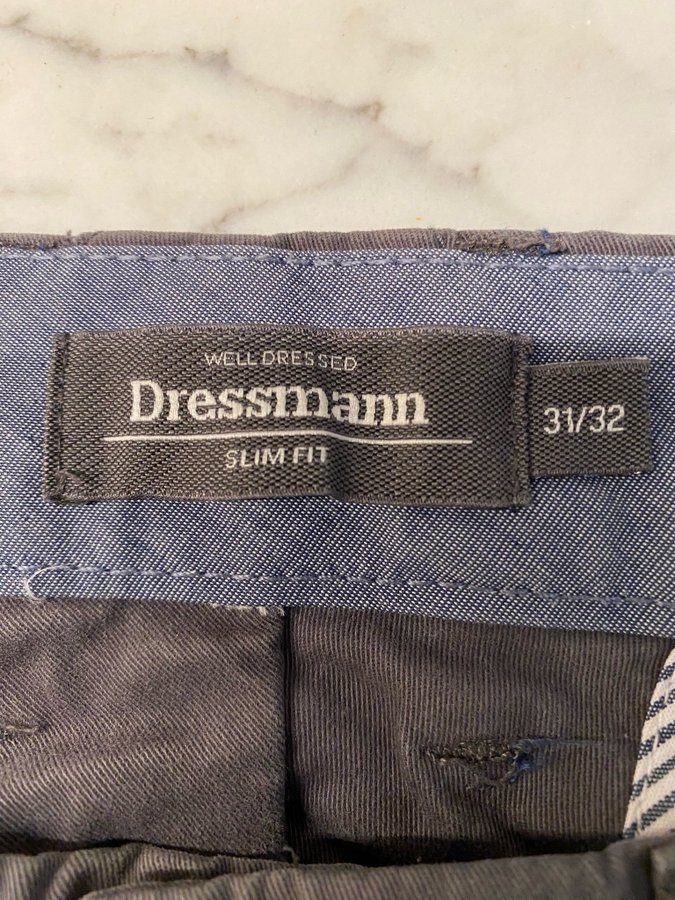 WELL DRESSED
Dressmann
SLIM FIT
31/32